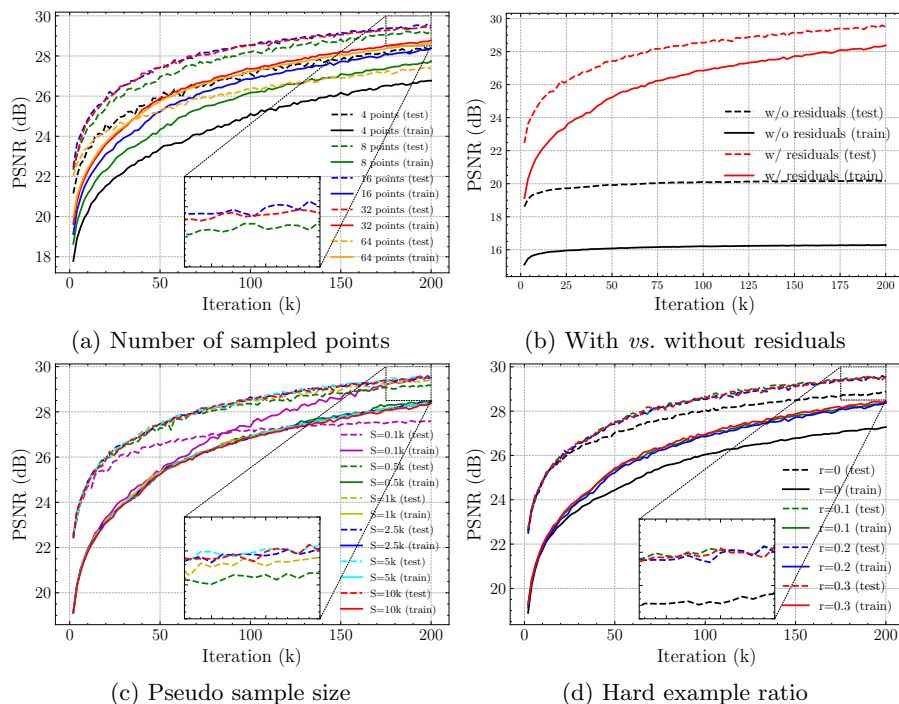 PSNR (dB)
30
28
26
24
22
20
18
0
50
100
150
200
Iteration (k)
4 points (test)
4 points (train)
8 points (test)
8 points (train)
16 points (test)
16 points (train)
32 points (test)
32 points (train)
64 points (test)
64 points (train)
(a) Number of sampled points
PSNR (dB)
30
28
26
24
22
20
18
16
0
25
50
75
100
125
150
175
200
Iteration (k)
w/o residuals (test)
w/o residuals (train)
w/ residuals (test)
w/ residuals (train)
(b) With vs. without residuals
PSNR (dB)
30
28
26
24
22
20
0
50
100
150
200
Iteration (k)
S=0.1k (test)
S=0.1k (train)
S=0.5k (test)
S=0.5k (train)
S=1k (test)
S=1k (train)
S=2.5k (test)
S=2.5k (train)
S=5k (test)
S=5k (train)
S=10k (test)
S=10k (train)
(c) Pseudo sample size
PSNR (dB)
30
28
26
24
22
20
0
50
100
150
200
Iteration (k)
r=0 (test)
r=0 (train)
r=0.1 (test)
r=0.1 (train)
r=0.2 (test)
r=0.2 (train)
r=0.3 (test)
r=0.3 (train)
(d) Hard example ratio